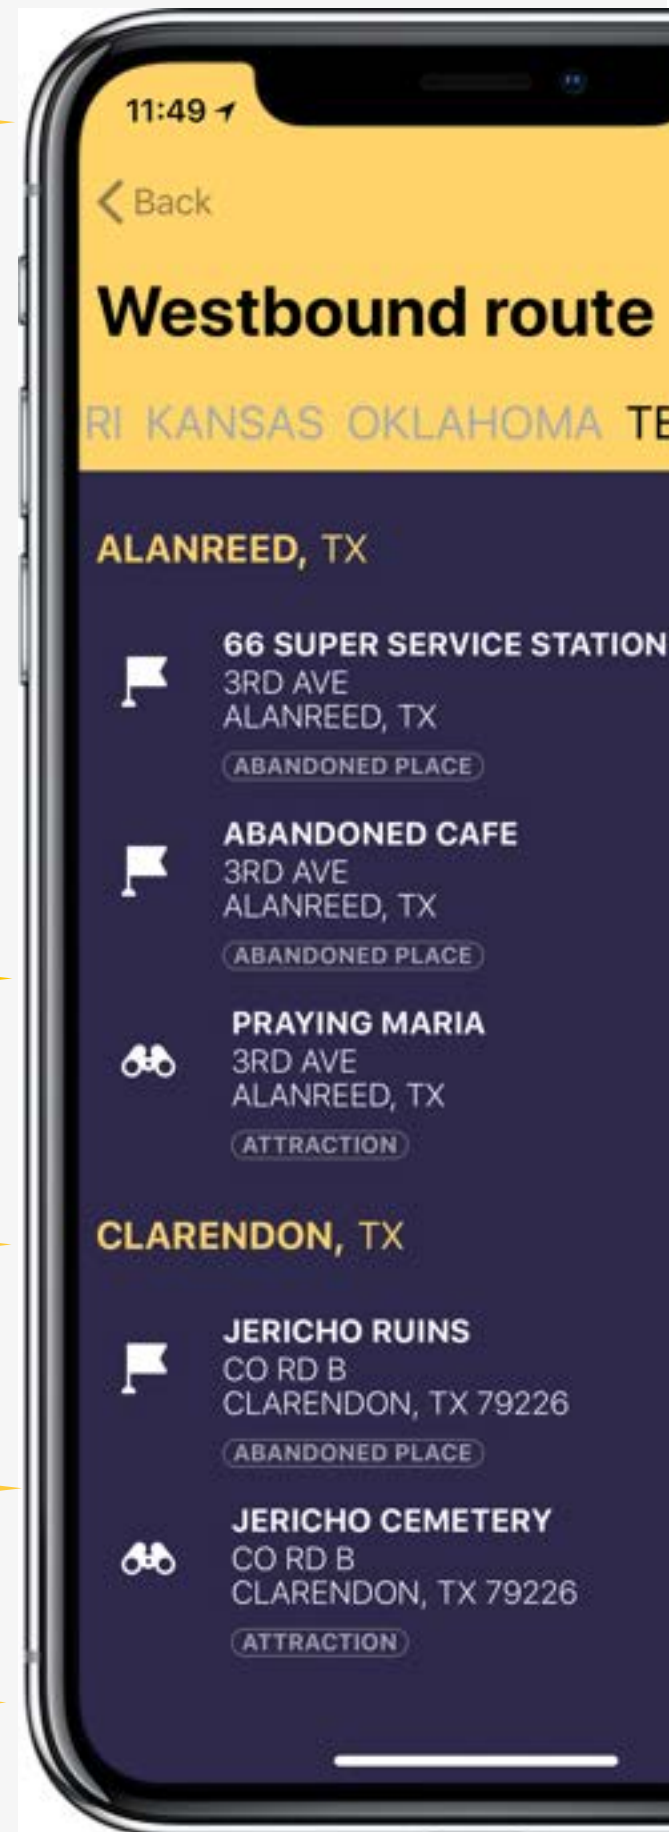 11:49
Back
Westbound route
RI KANSAS OKLAHOMA TE
ALANREED, TX
66 SUPER SERVICE STATION
3RD AVE
ALANREED, TX
ABANDONED PLACE
ABANDONED CAFE
3RD AVE
ALANREED, TX
ABANDONED PLACE
PRAYING MARIA
3RD AVE
ALANREED, TX
ATTRACTION
CLARENDON, TX
JERICHO RUINS
CO RD B
CLARENDON, TX 79226
ABANDONED PLACE
JERICHO CEMETERY
CO RD B
CLARENDON, TX 79226
ATTRACTION